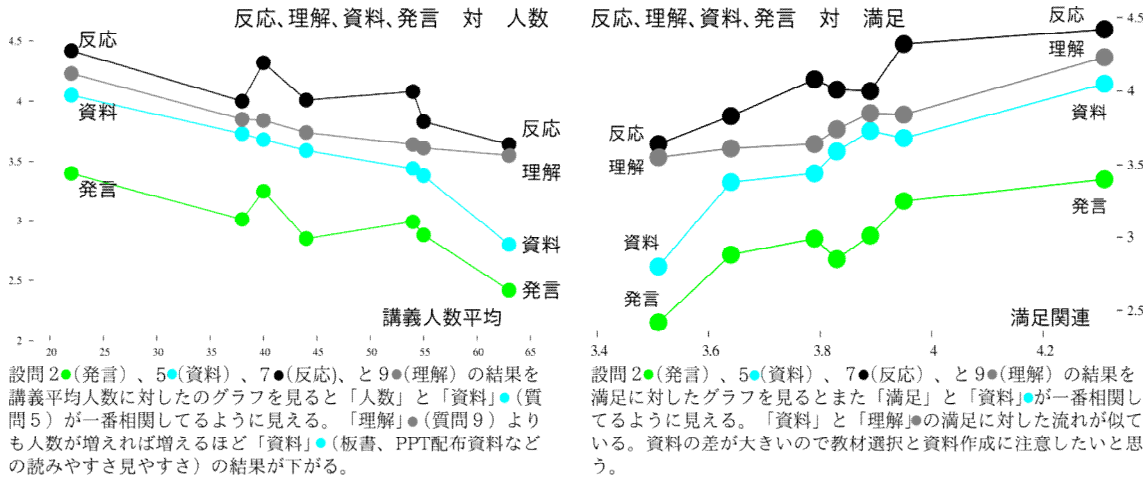 反応、理解、資料、発言 対 人数
4.5
4
3.5
3
2.5
2
反応
資料
発言
反応
理解
資料
発言
講義人数平均
20 25 30 35 40 45 50 55 60 65
設問2●(発言)、5●(資料)、7●(反応)、と9●(理解)の結果を
講義平均人数に対したのグラフを見ると「人数」と「資料」●(質
問5)が一番相関してるように見える。「理解」●(質問9)より
も人数が増えれば増えるほど「資料」●(板書、PPT配布資料など
の読みやすさ見やすさ)の結果が下がる。
反応、理解、資料、発言 対 満足
反応
4.5
理解
4
資料
反応
理解
3.5
発言
資料
3
発言
2.5
満足関連
3.4 3.6 3.8 4 4.2
設問2●(発言)、5●(資料)、7●(反応)、と9●(理解)の結果を
満足に対したグラフを見るとまた「満足」と「資料」●が一番相関し
てるように見える。「資料」と「理解」●の満足に対した流れが似て
いる。資料の差が大きいので教材選択と資料作成に注意したいと思
う。